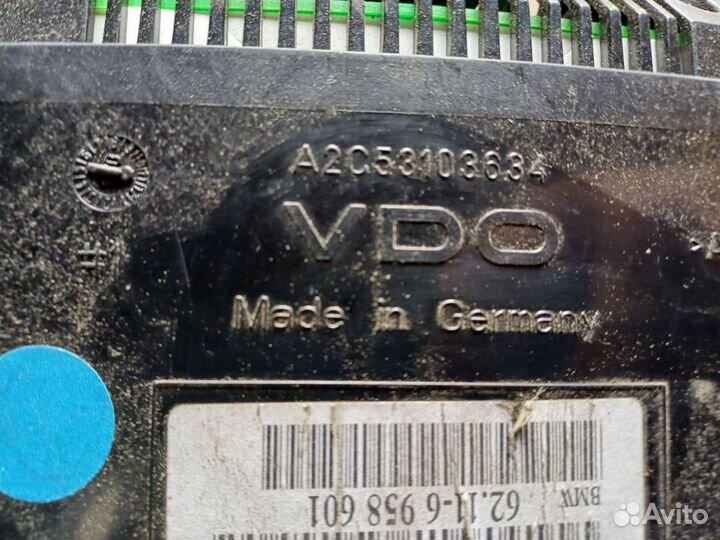 A2C53103634
VDO
Made in Germany
BMW 62.11-6 958 601
Avito